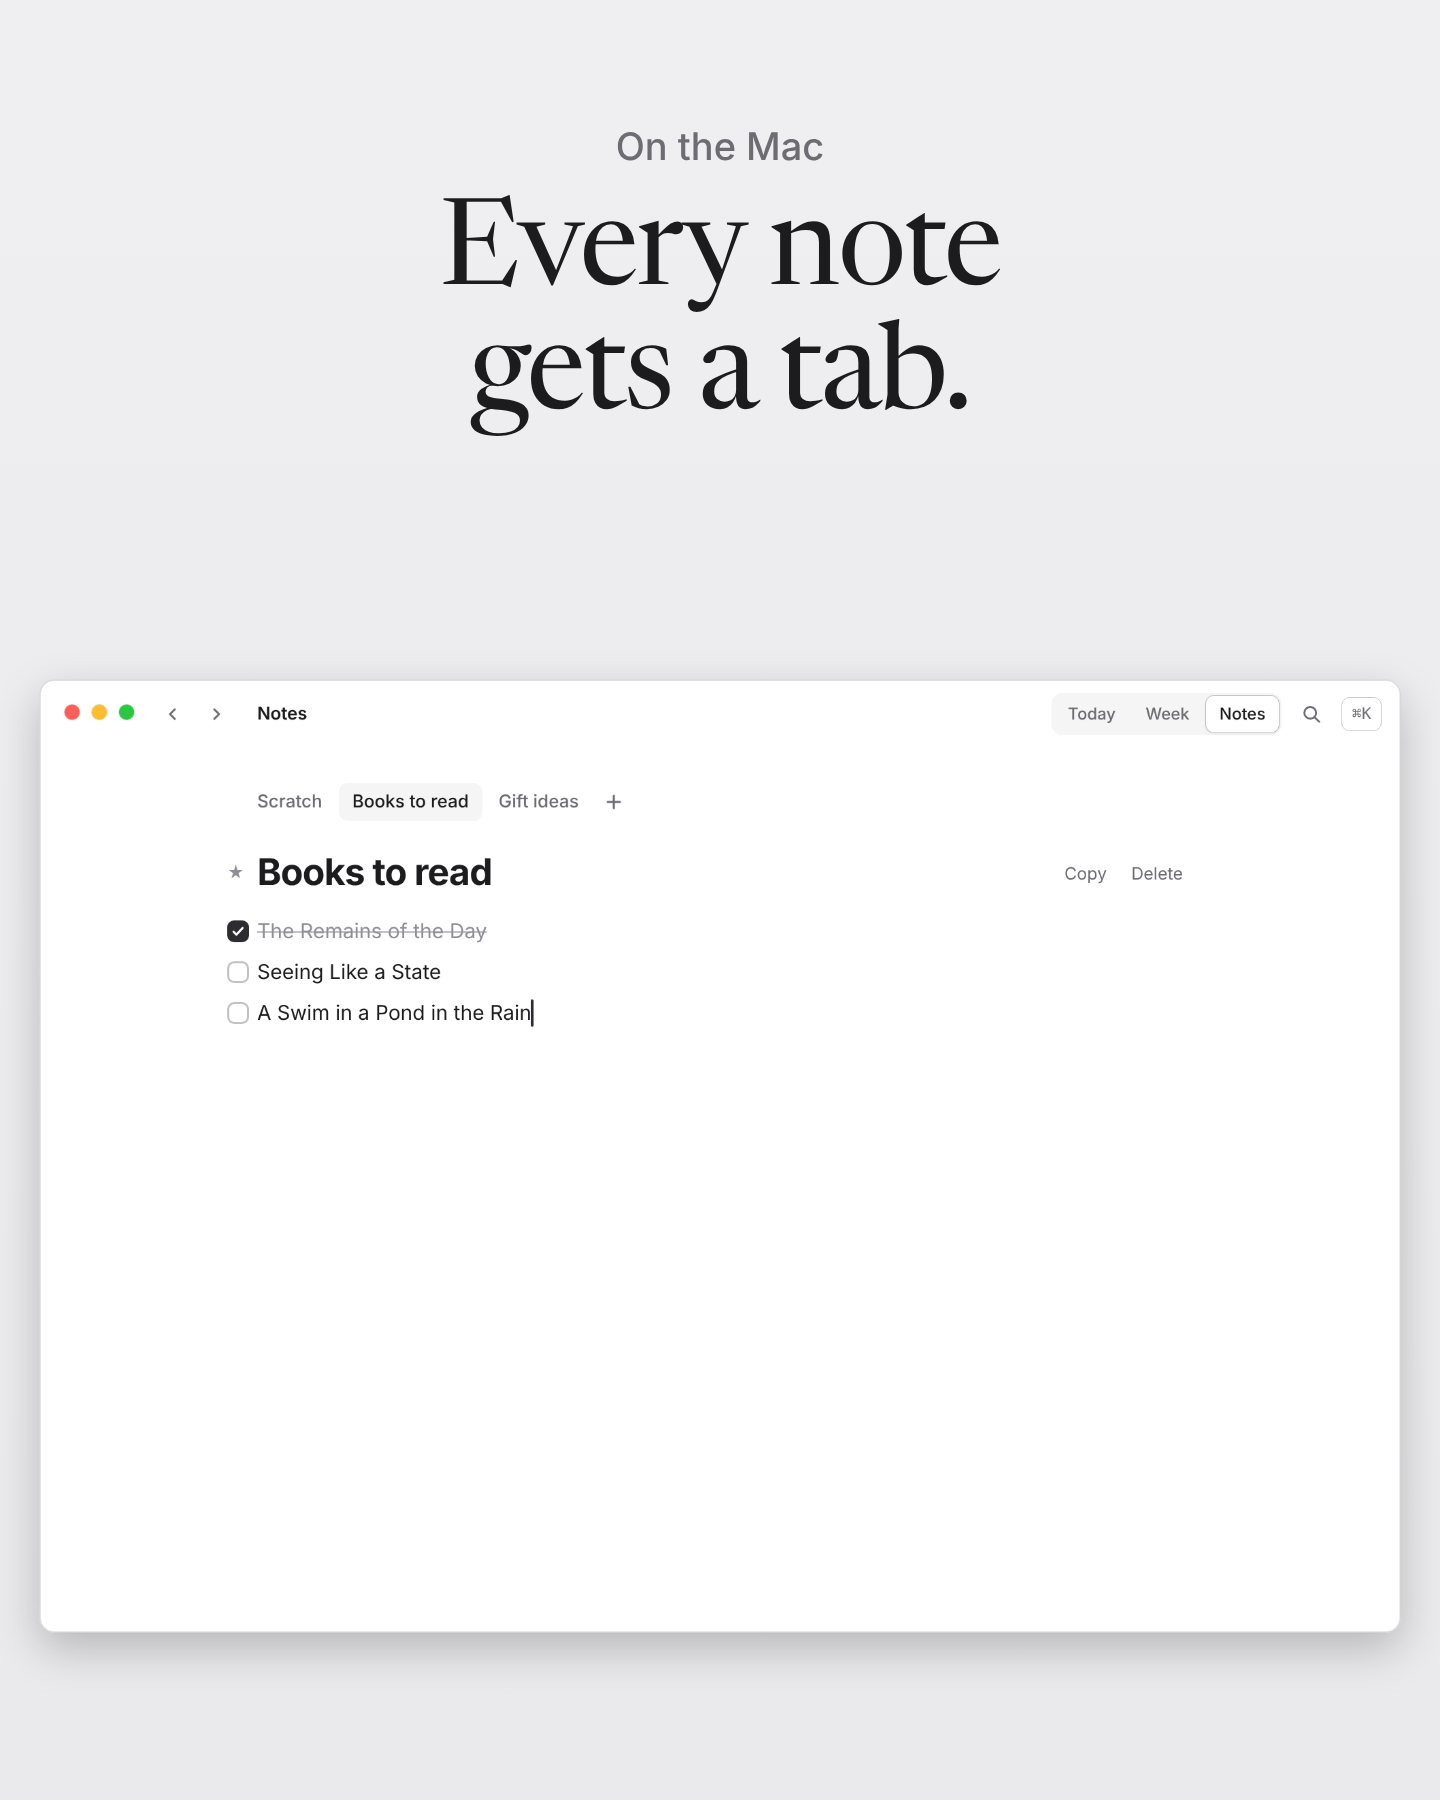 On the Mac
Every note
gets a tab.
Notes
Today Week Notes ⌘K
Scratch Books to read Gift ideas +
★ Books to read Copy Delete
The Remains of the Day
Seeing Like a State
A Swim in a Pond in the Rain